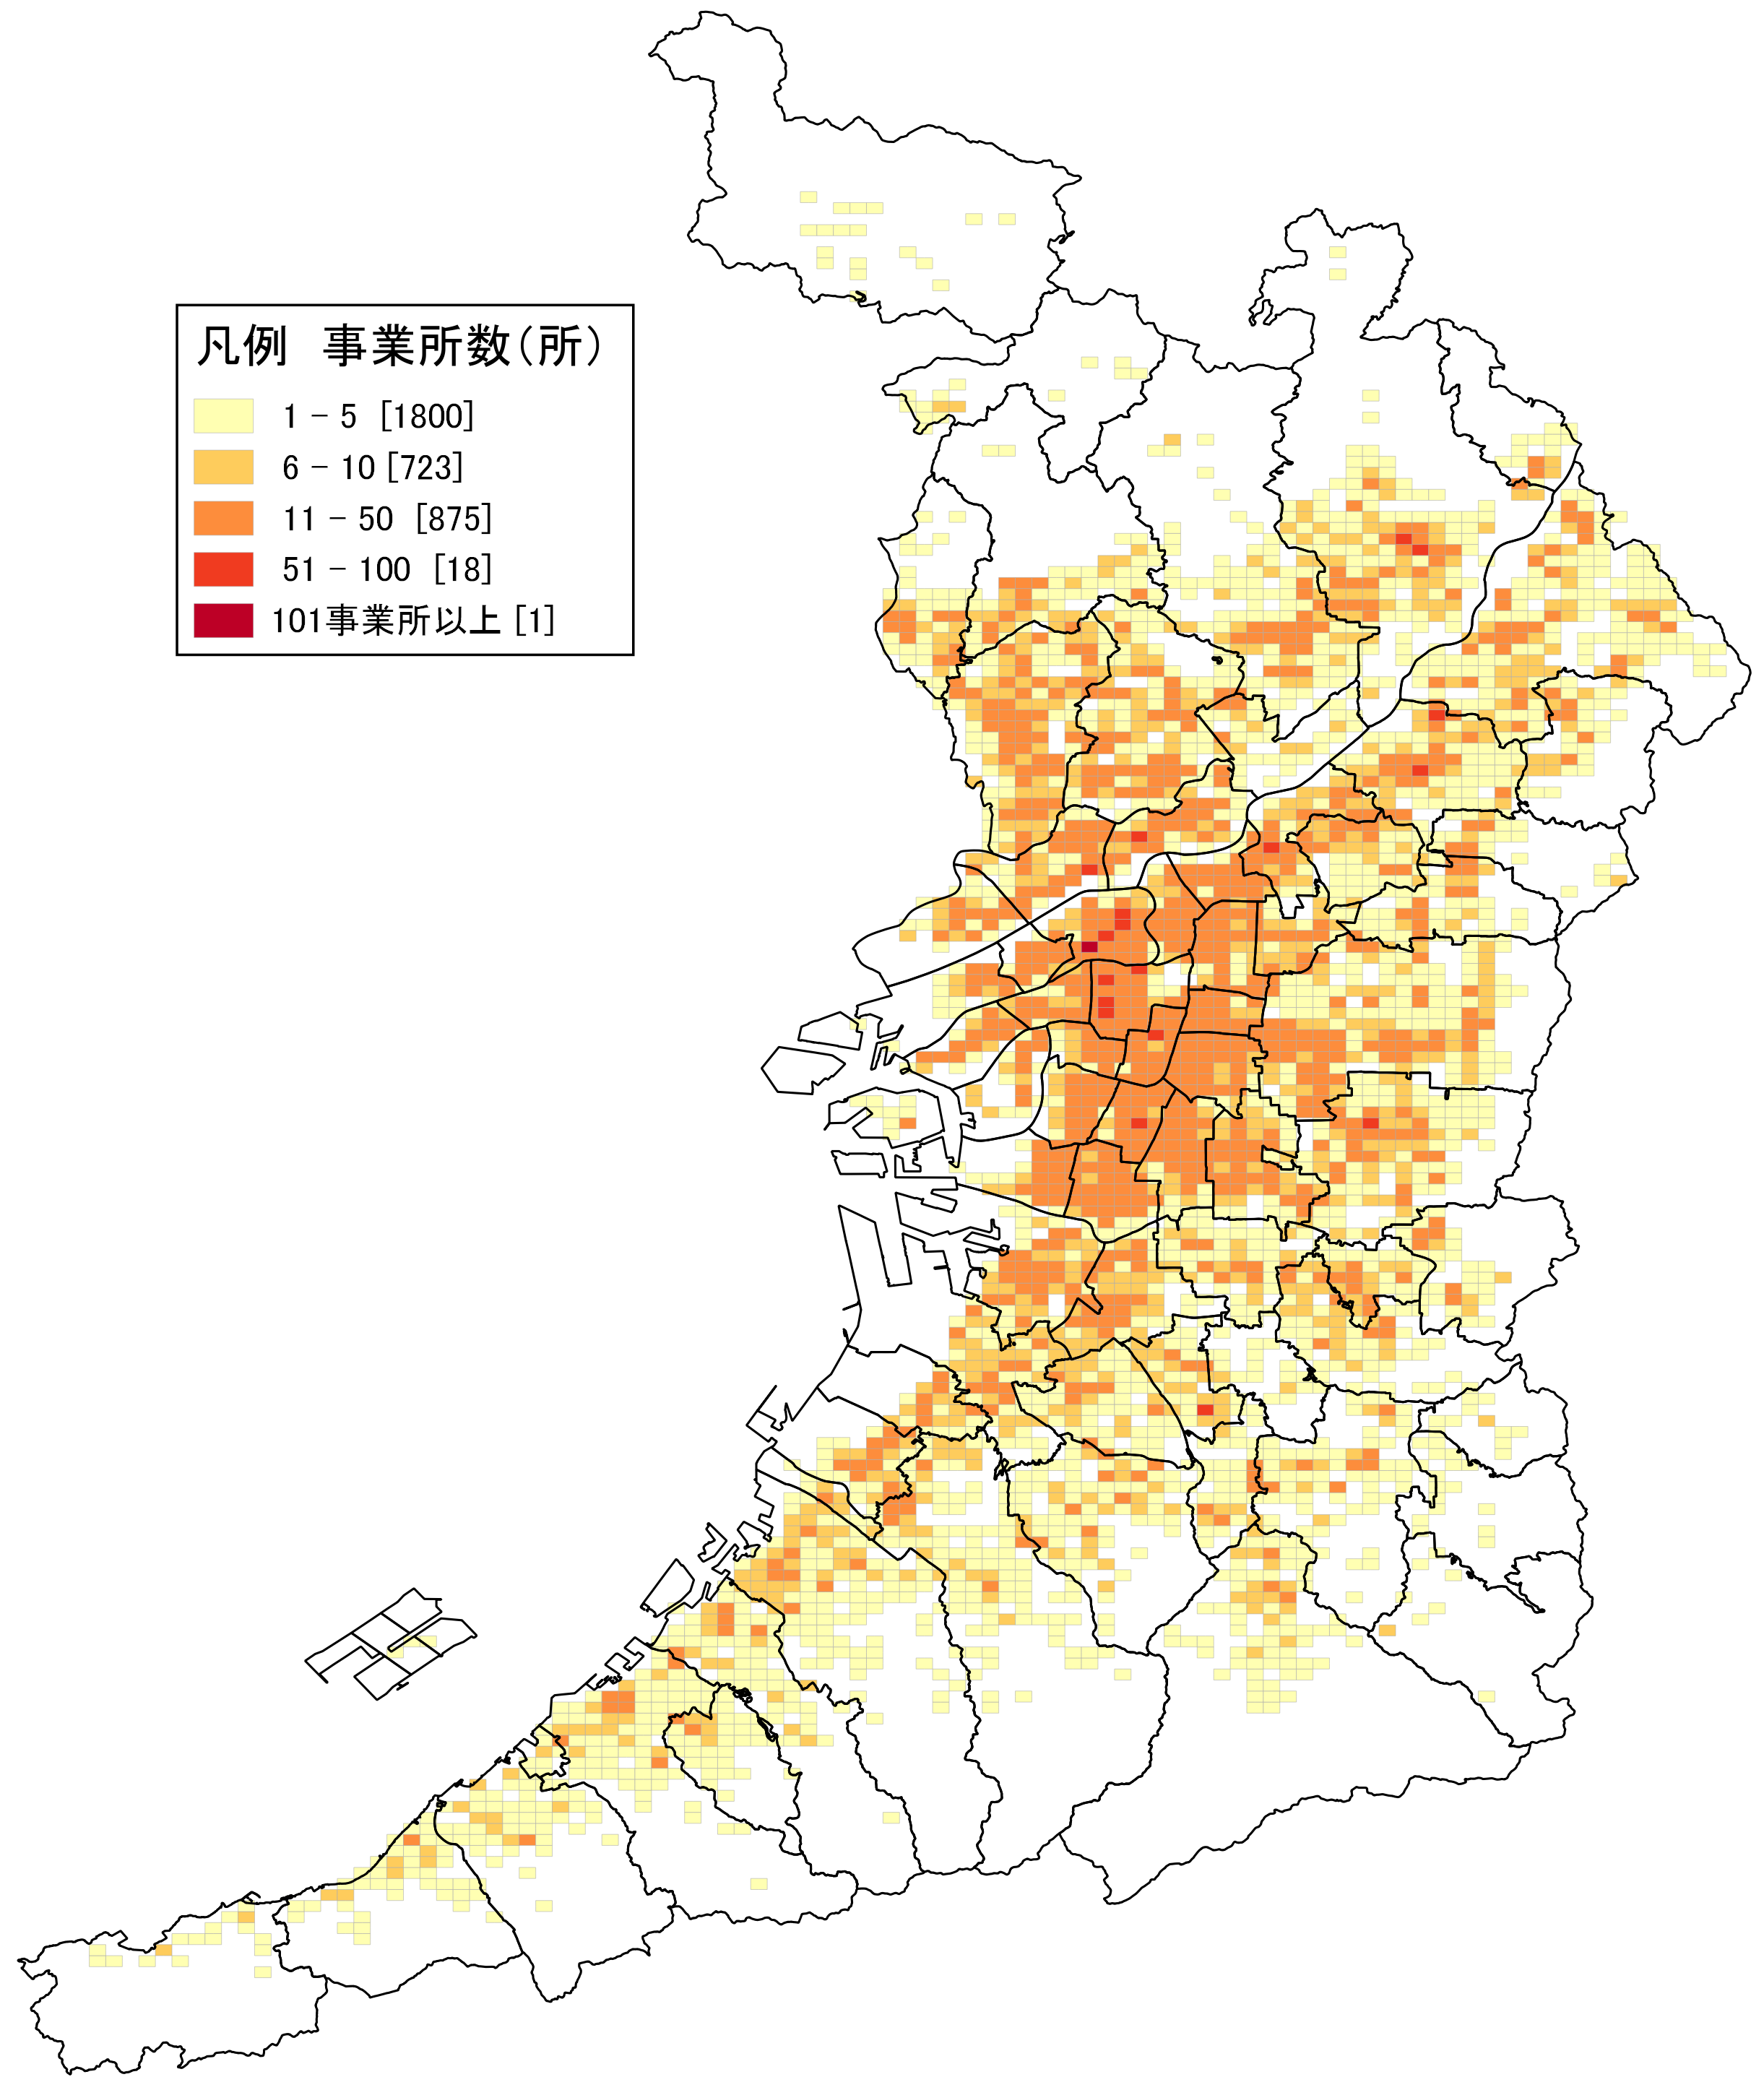 凡例　事業所数（所）
1 － 5 [1800]
6 － 10 [723]
11 － 50 [875]
51 － 100 [18]
101事業所以上 [1]